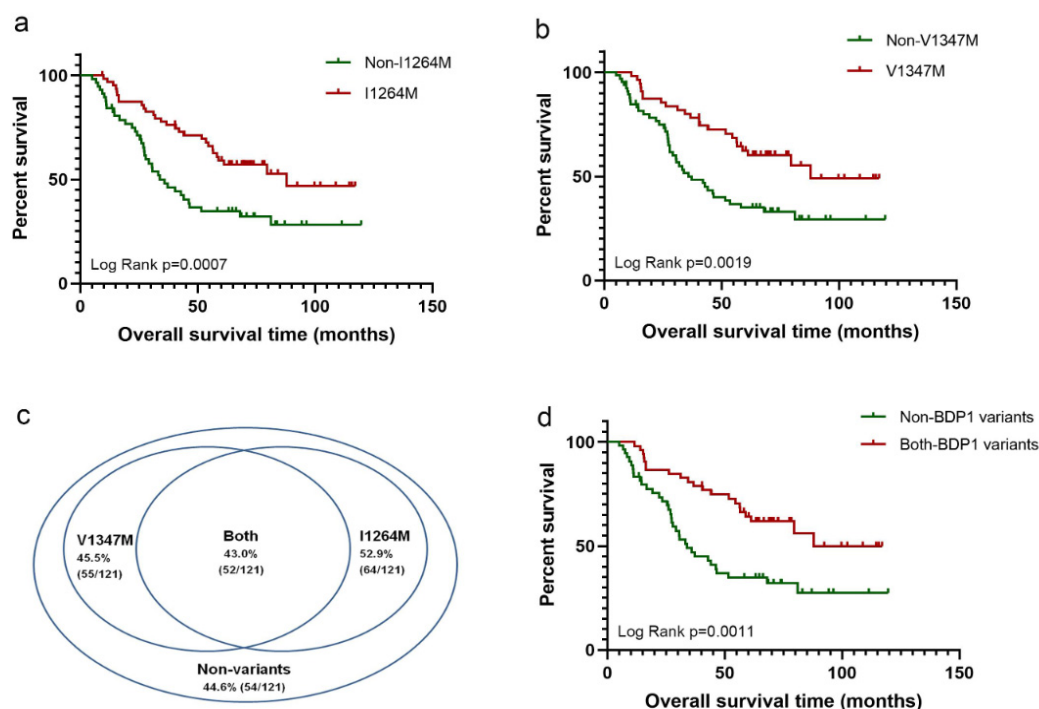 a
Non-I1264M
I1264M
Percent survival
100
50
0
Log Rank p=0.0007
0 50 100 150
Overall survival time (months)
b
Non-V1347M
V1347M
Percent survival
100
50
0
Log Rank p=0.0019
0 50 100 150
Overall survival time (months)
c
V1347M
45.5%
(55/121)
Both
43.0%
(52/121)
I1264M
52.9%
(64/121)
Non-variants
44.6% (54/121)
d
Non-BDP1 variants
Both-BDP1 variants
Percent survival
100
50
0
Log Rank p=0.0011
0 50 100 150
Overall survival time (months)